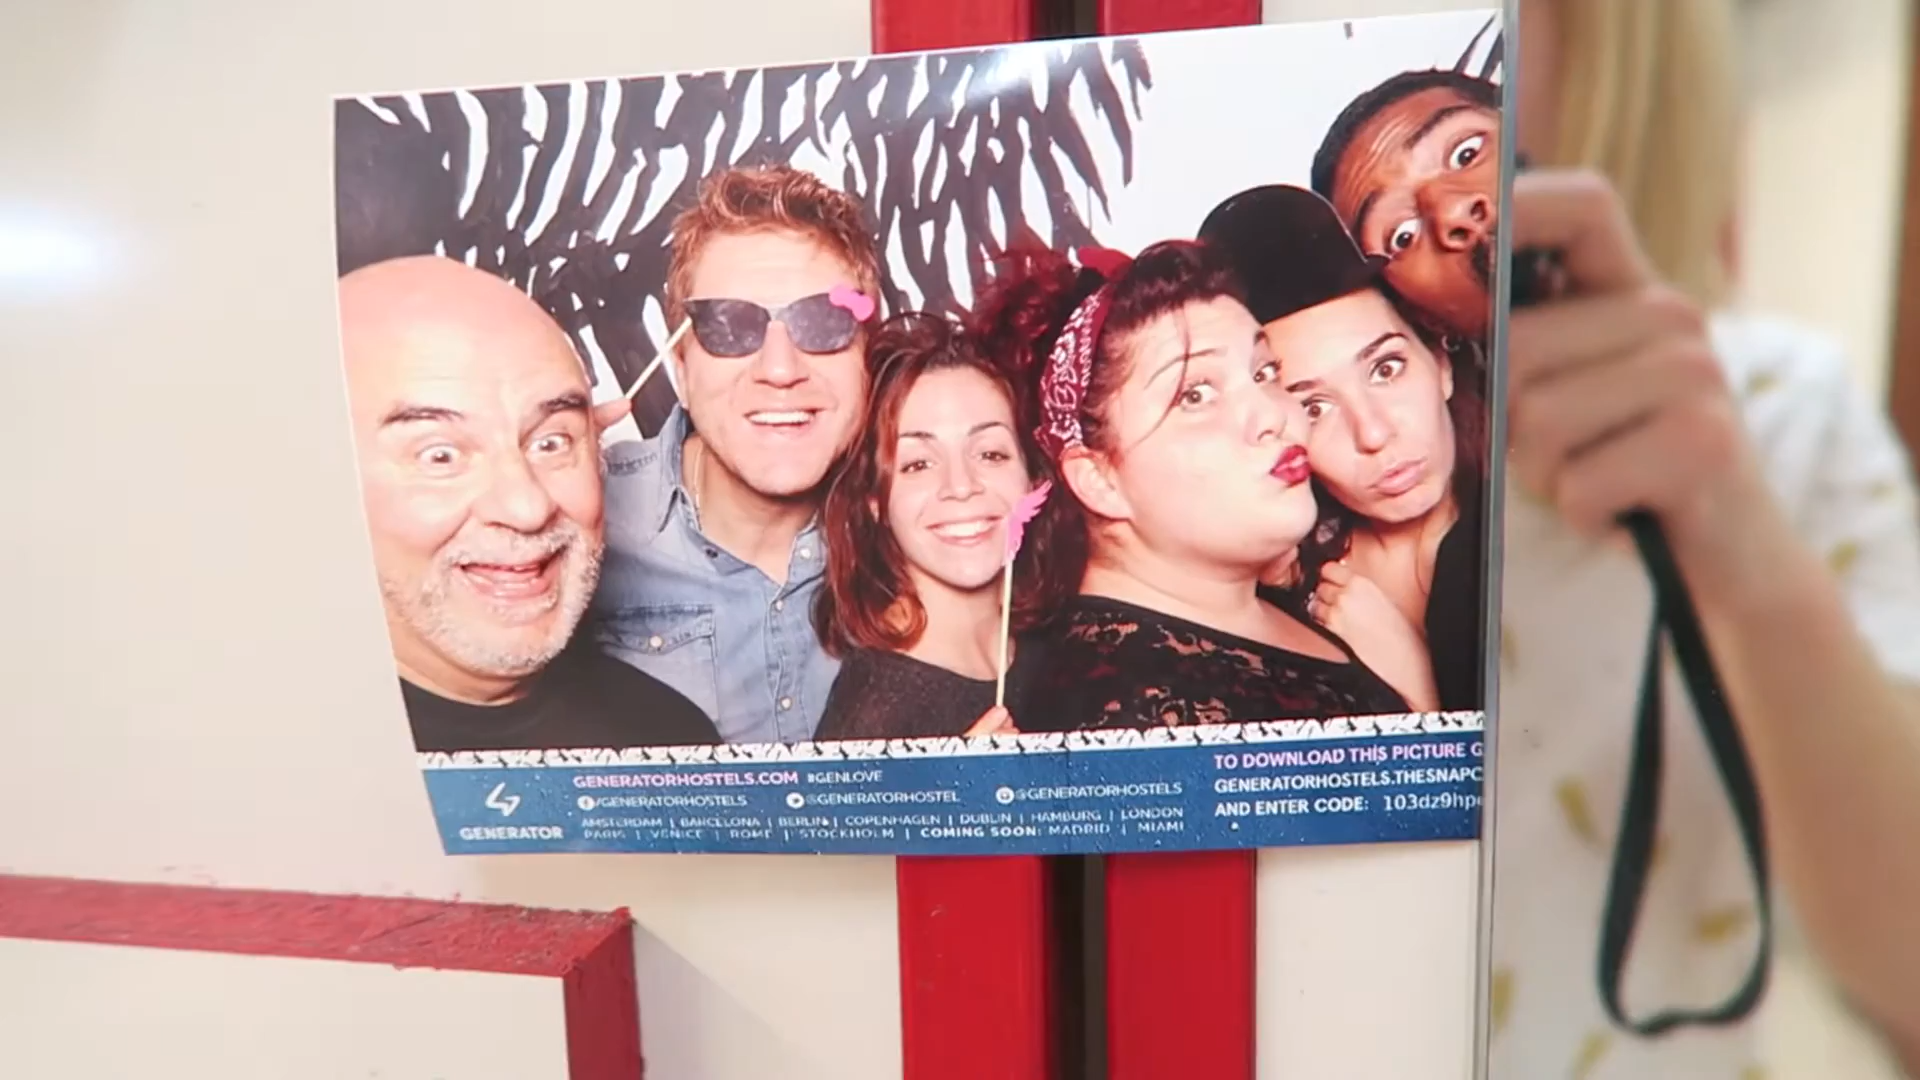 GENERATORHOSTELS.COM #GENLOVE
/GENERATORHOSTELS @GENERATORHOSTEL @GENERATORHOSTELS
AMSTERDAM | BARCELONA | BERLIN | COPENHAGEN | DUBLIN | HAMBURG | LONDON
PARIS | VENICE | ROME | STOCKHOLM | COMING SOON: MADRID | MIAMI
GENERATOR
TO DOWNLOAD THIS PICTURE G
GENERATORHOSTELS.THESNAPC
AND ENTER CODE: 103dz9hp